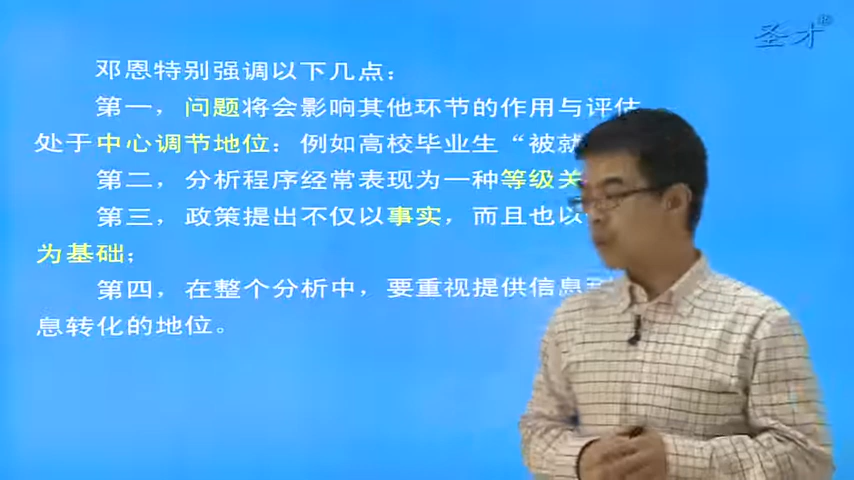 圣才
邓恩特别强调以下几点：
第一，问题将会影响其他环节的作用与评估
处于中心调节地位：例如高校毕业生“被就
第二，分析程序经常表现为一种等级关
第三，政策提出不仅以事实，而且也以
为基础；
第四，在整个分析中，要重视提供信息
息转化的地位。